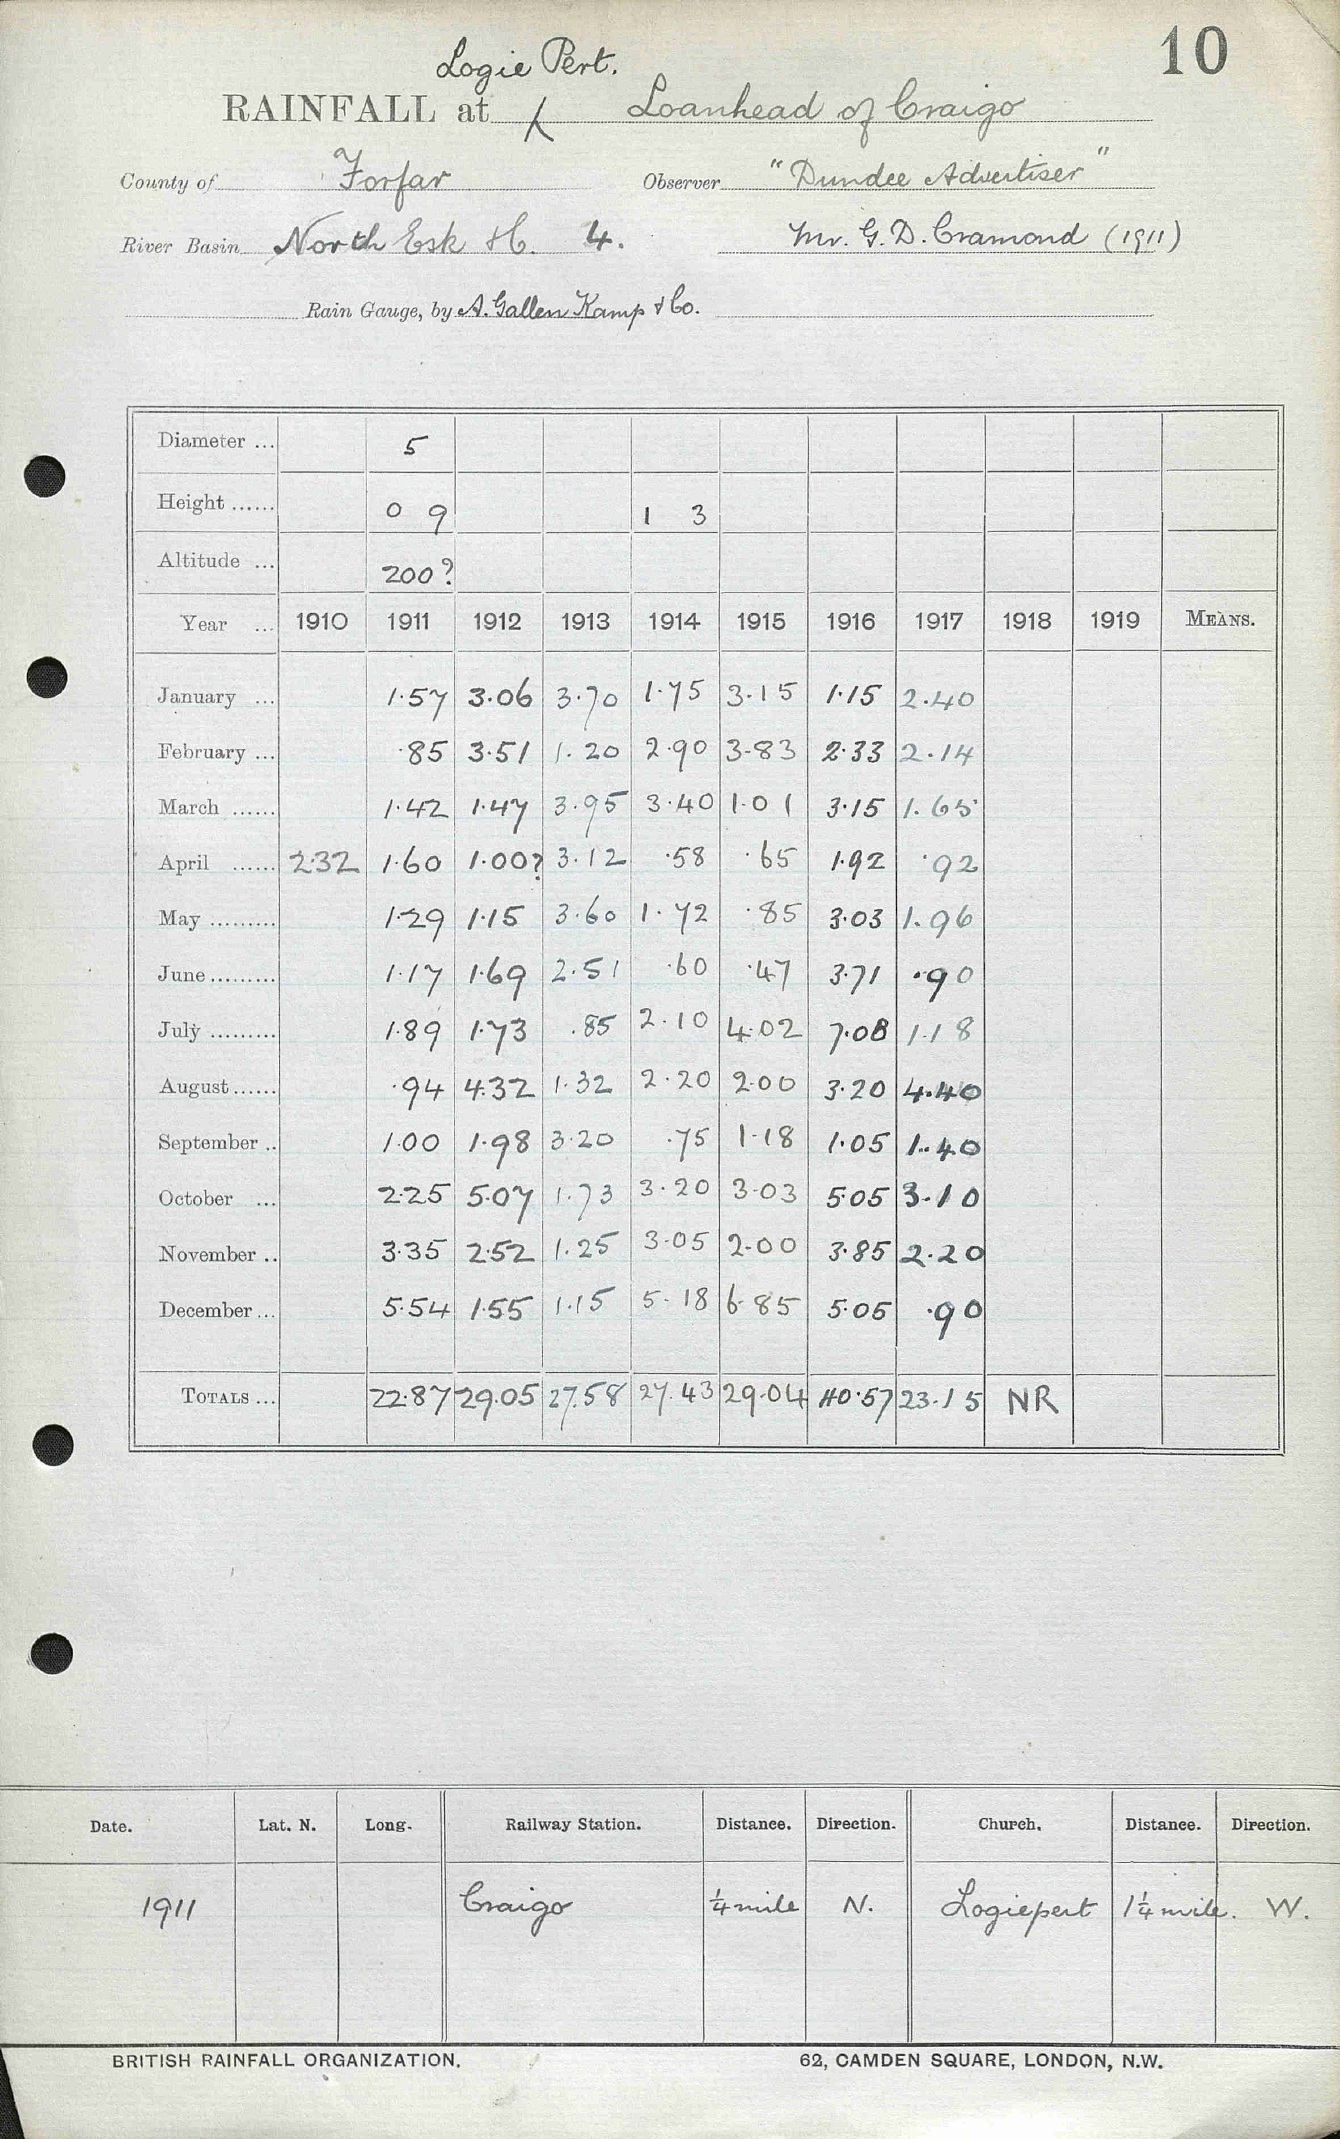 10
Logie Pert.
RAINFALL at Loanhead of Craigo
County of Forfar Observer "Dundee Advertiser"
River Basin North Esk &c. 4. Mr. G. D. Cramond (1911)
Rain Gauge, by A. Gallen Kamp & Co.
Diameter ... 5
Height ...... 0 9 1 3
Altitude ... 200?
Year ... 1910 1911 1912 1913 1914 1915 1916 1917 1918 1919 MEANS.
January ... 1·57 3·06 3·70 1·75 3·15 1·15 2·40
February ... ·85 3·51 1·20 2·90 3·83 2·33 2·14
March ...... 1·42 1·47 3·95 3·40 1·01 3·15 1·65
April ...... 2·32 1·60 1·00? 3·12 ·58 ·65 1·92 ·92
May ......... 1·29 1·15 3·60 1·72 ·85 3·03 1·96
June ......... 1·17 1·69 2·51 ·60 ·47 3·71 ·90
July ......... 1·89 1·73 ·85 2·10 4·02 7·08 1·18
August ...... ·94 4·32 1·32 2·20 2·00 3·20 4·40
September .. 1·00 1·98 3·20 ·75 1·18 1·05 1·40
October ... 2·25 5·07 1·73 3·20 3·03 5·05 3·10
November .. 3·35 2·52 1·25 3·05 2·00 3·85 2·20
December ... 5·54 1·55 1·15 5·18 6·85 5·05 ·90
TOTALS ... 22·87 29·05 27·58 27·43 29·04 40·57 23·15 NR
Date. Lat. N. Long. Railway Station. Distance. Direction. Church. Distance. Direction.
1911 Craigo ¼ mile N. Logiepert 1¼ mile. W.
BRITISH RAINFALL ORGANIZATION. 62, CAMDEN SQUARE, LONDON, N.W.